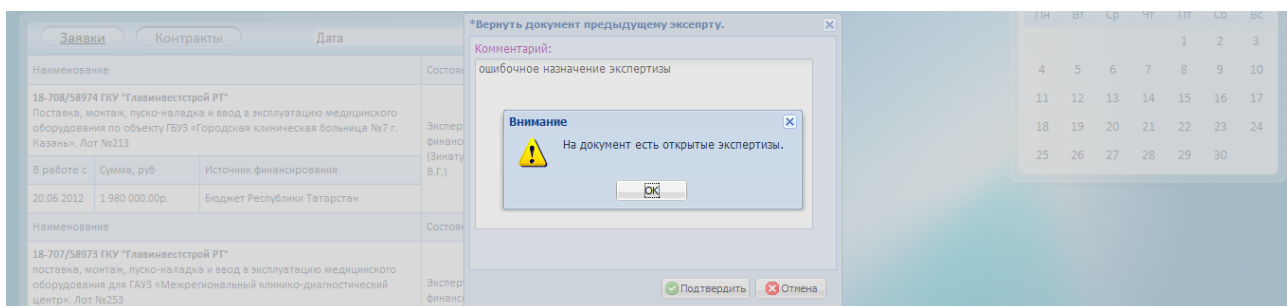 *Вернуть документ предыдущему эксепрту.
Пн Вт Ср Чт Пт Сб Вс
Заявки Контракты Дата
Комментарий:
1 2 3
Наименование Состоян
ошибочное назначение экспертизы
4 5 6 7 8 9 10
18-708/58974 ГКУ "Главинвестстрой РТ"
Поставка, монтаж, пуско-наладка и ввод в эксплуатацию медицинского
оборудования по объекту ГБУЗ «Городская клиническая больница №7 г.
Казань». Лот №213
Экспер
финанс
(Зинату
В.Г.)
11 12 13 14 15 16 17
Внимание
На документ есть открытые экспертизы.
OK
18 19 20 21 22 23 24
25 26 27 28 29 30
В работе с Сумма, руб Источник финансирования
20.06.2012 1 980 000.00р. Бюджет Республики Татарстан
Наименование Состоян
18-707/58973 ГКУ "Главинвестстрой РТ"
поставка, монтаж, пуско-наладка и ввод в эксплуатацию медицинского
оборудования для ГАУЗ «Межрегиональный клинико-диагностический
центр». Лот №253
Экспер
финанс
Подтвердить Отмена